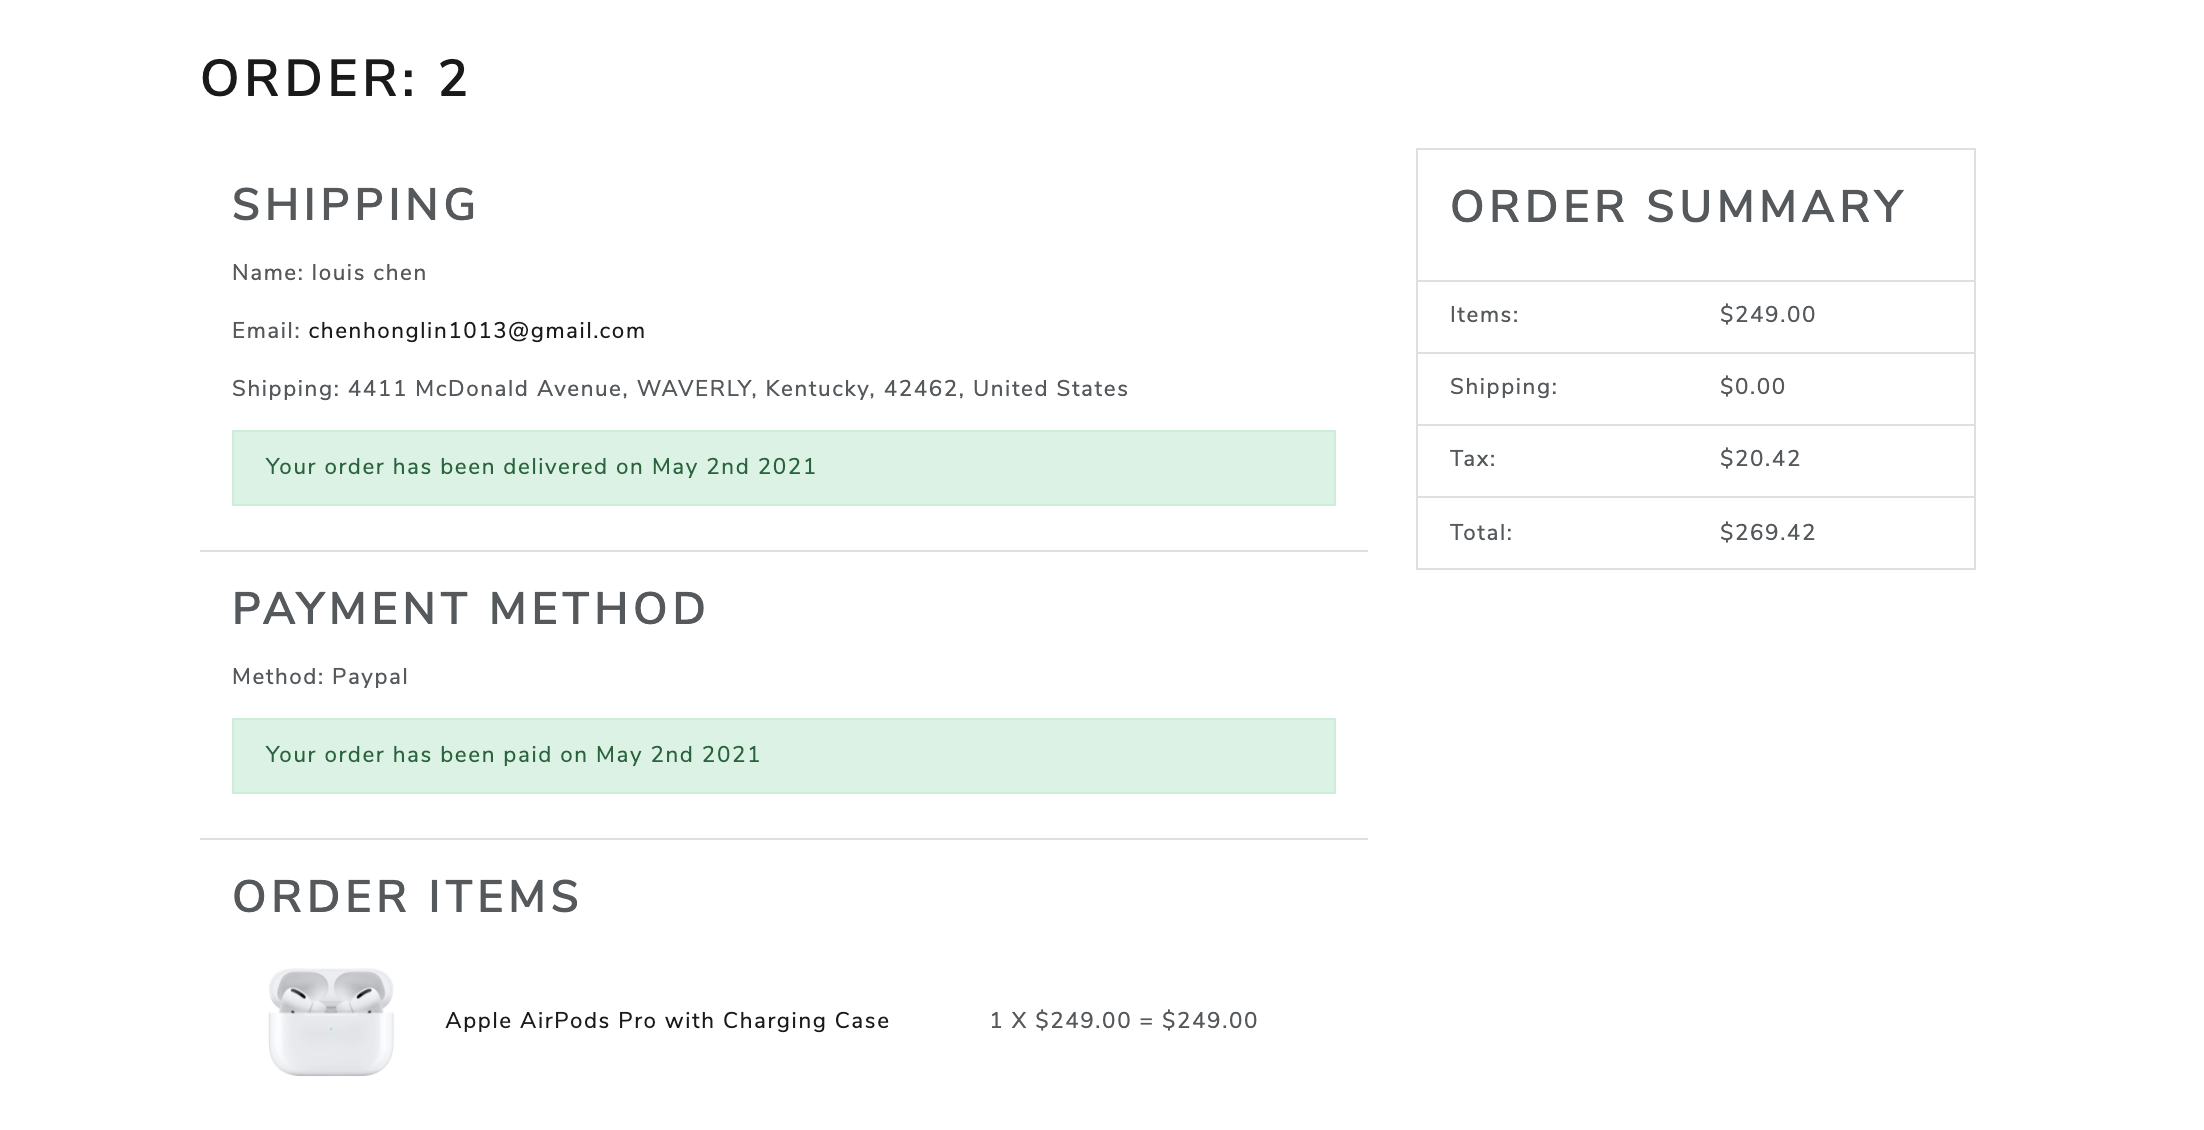 ORDER: 2
SHIPPING
Name: louis chen
Email: chenhonglin1013@gmail.com
Shipping: 4411 McDonald Avenue, WAVERLY, Kentucky, 42462, United States
Your order has been delivered on May 2nd 2021
PAYMENT METHOD
Method: Paypal
Your order has been paid on May 2nd 2021
ORDER ITEMS
Apple AirPods Pro with Charging Case 1 X $249.00 = $249.00
ORDER SUMMARY
Items: $249.00
Shipping: $0.00
Tax: $20.42
Total: $269.42